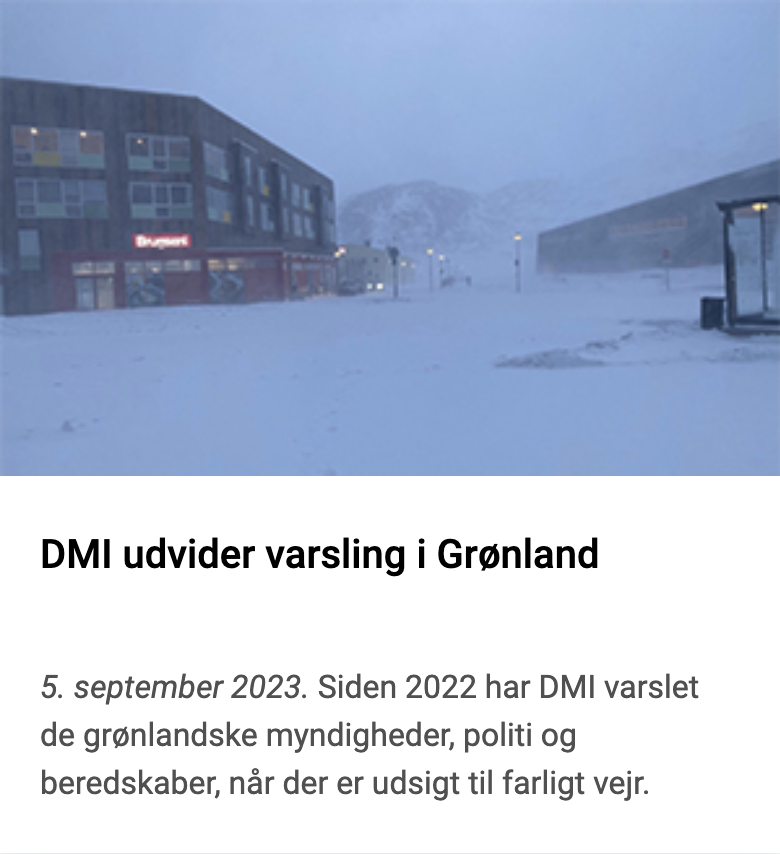 Brugseni
DMI udvider varsling i Grønland
5. september 2023. Siden 2022 har DMI varslet
de grønlandske myndigheder, politi og
beredskaber, når der er udsigt til farligt vejr.